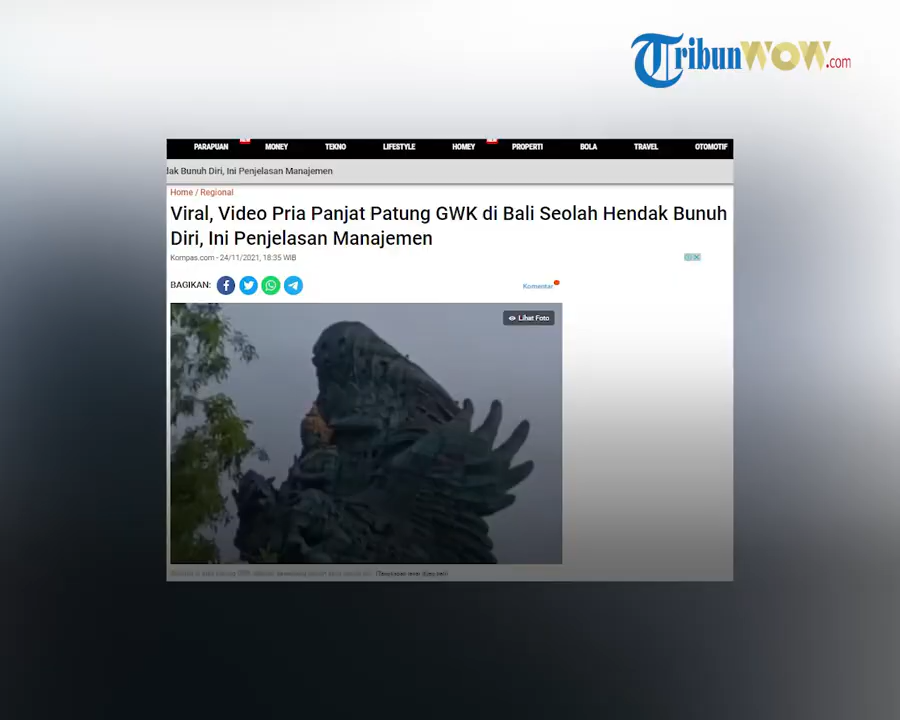 TribunWOW.com
PARAPUAN MONEY TEKNO LIFESTYLE HOMEY PROPERTI BOLA TRAVEL OTOMOTIF
dak Bunuh Diri, Ini Penjelasan Manajemen
Home / Regional
Viral, Video Pria Panjat Patung GWK di Bali Seolah Hendak Bunuh
Diri, Ini Penjelasan Manajemen
Kompas.com - 24/11/2021, 18:35 WIB
BAGIKAN:
Komentar
Lihat Foto